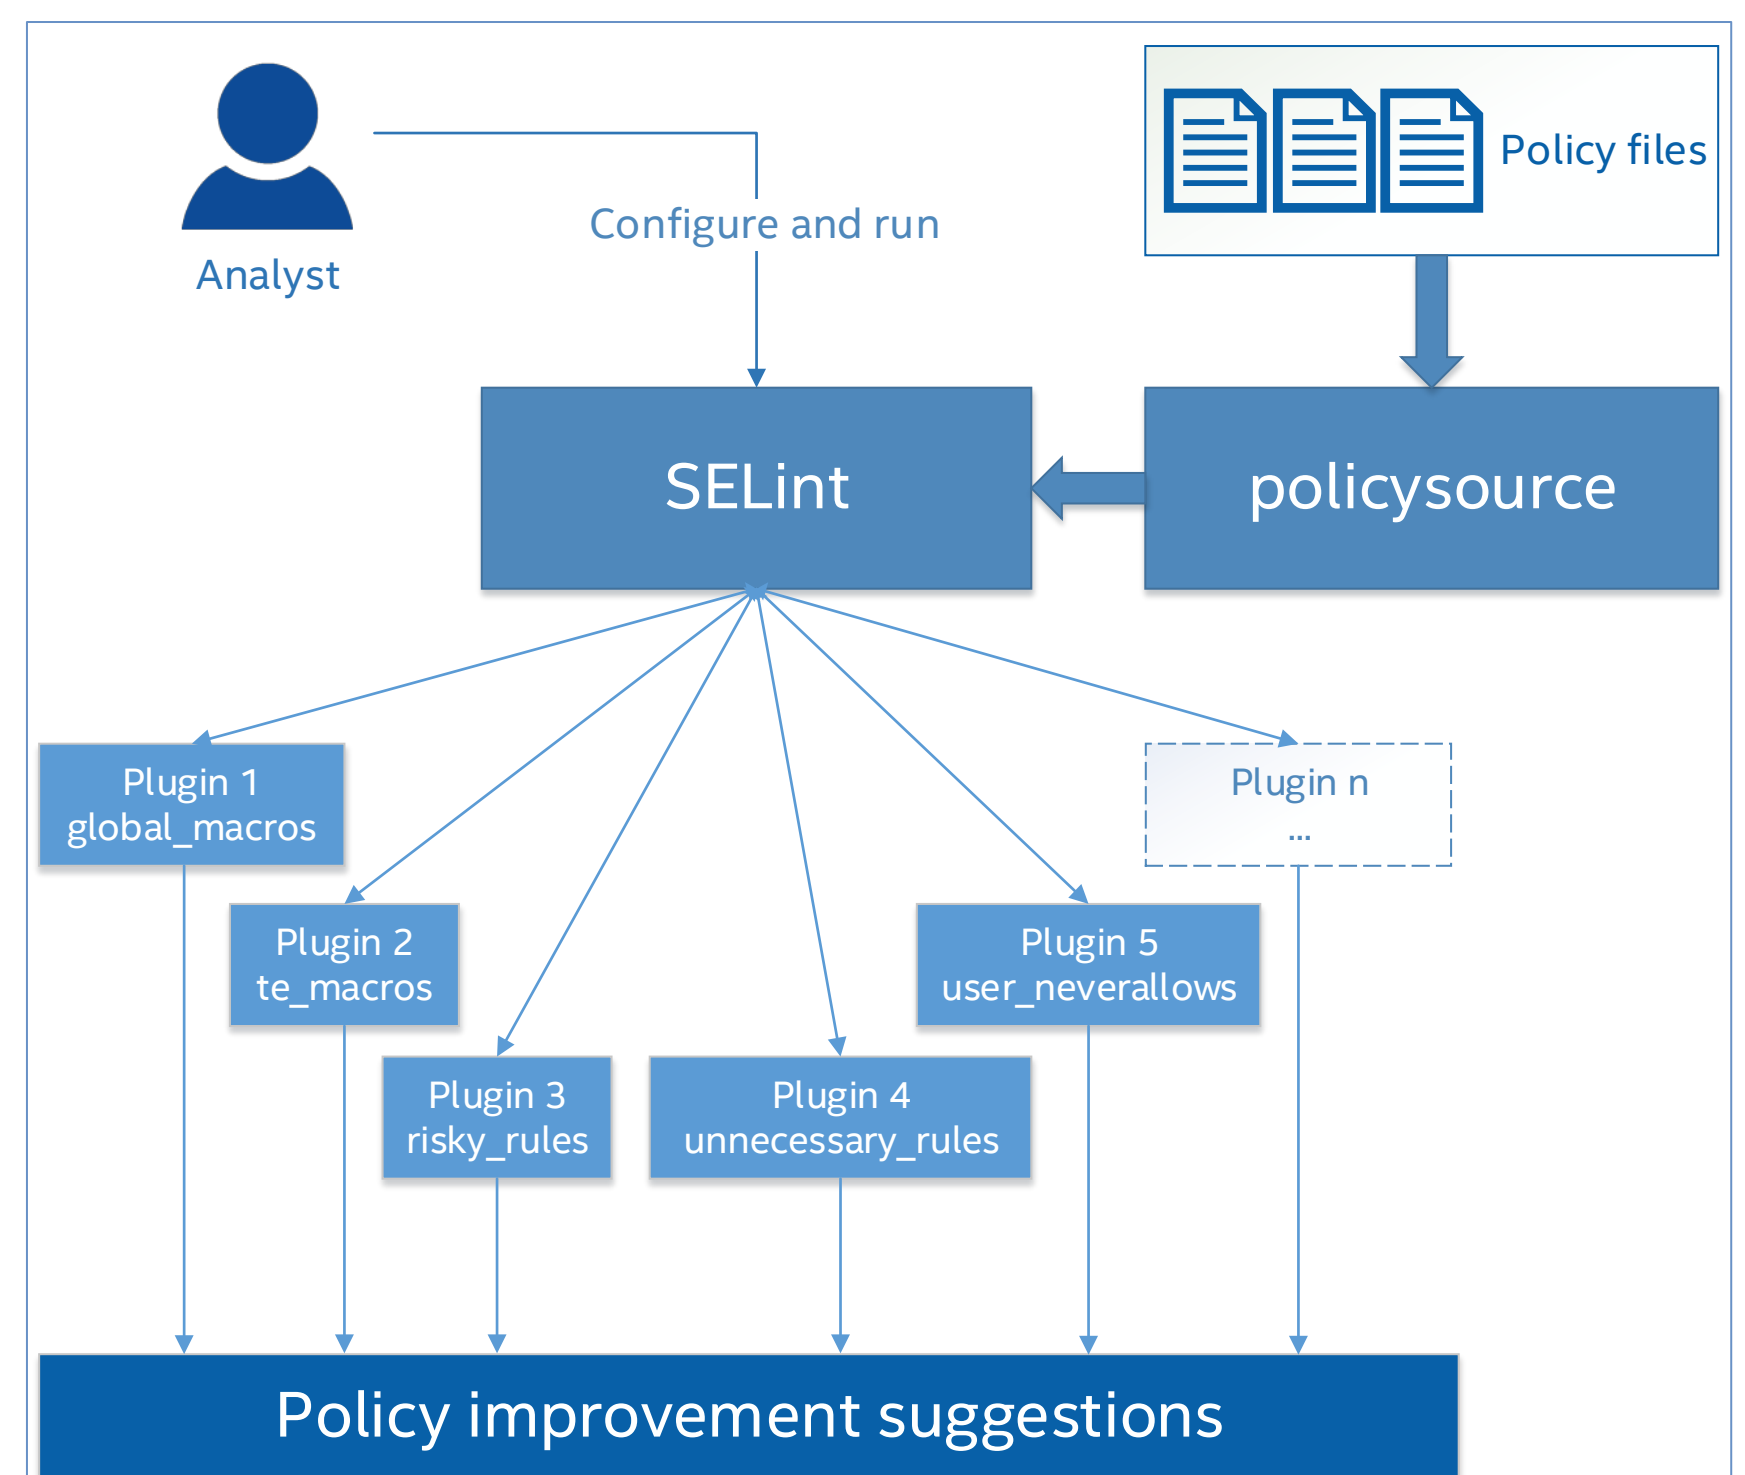 Policy files
Configure and run
Analyst
SELint
policysource
Plugin 1
global_macros
Plugin n
...
Plugin 2
te_macros
Plugin 5
user_neverallows
Plugin 3
risky_rules
Plugin 4
unnecessary_rules
Policy improvement suggestions